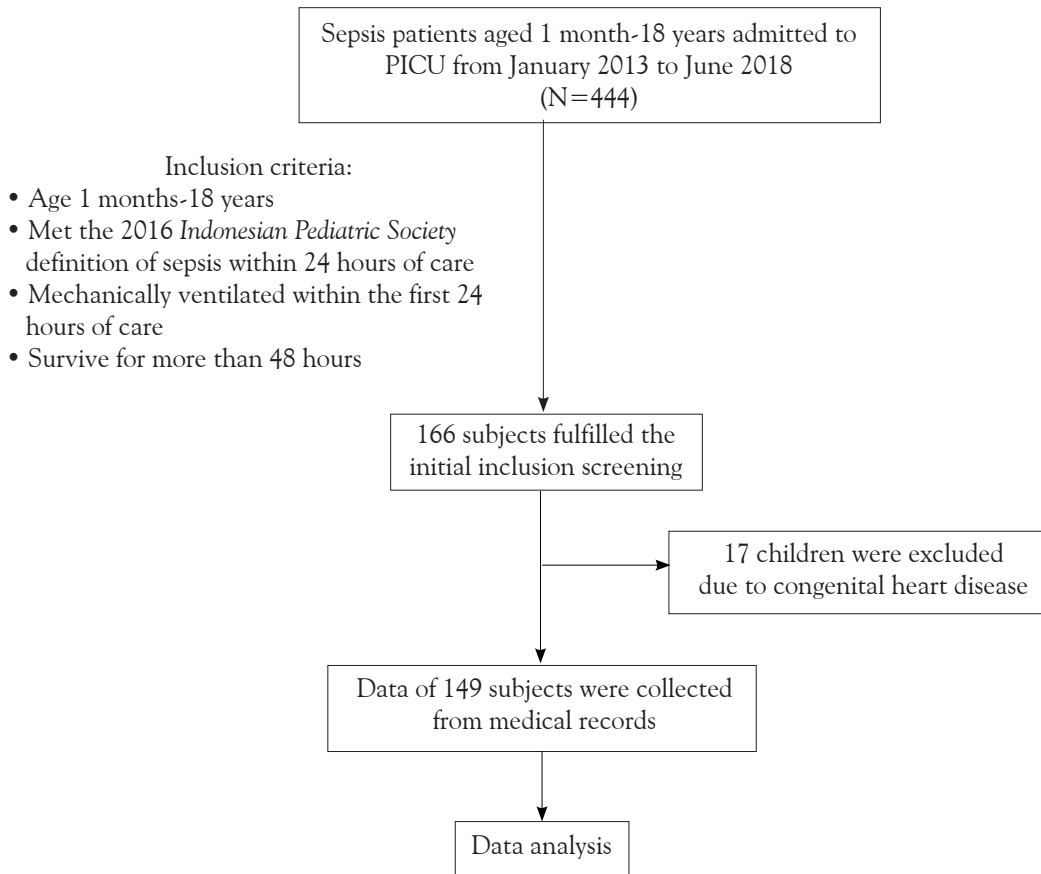 Sepsis patients aged 1 month-18 years admitted to
PICU from January 2013 to June 2018
(N=444)
Inclusion criteria:
• Age 1 months-18 years
• Met the 2016 Indonesian Pediatric Society
definition of sepsis within 24 hours of care
• Mechanically ventilated within the first 24
hours of care
• Survive for more than 48 hours
166 subjects fulfilled the
initial inclusion screening
17 children were excluded
due to congenital heart disease
Data of 149 subjects were collected
from medical records
Data analysis